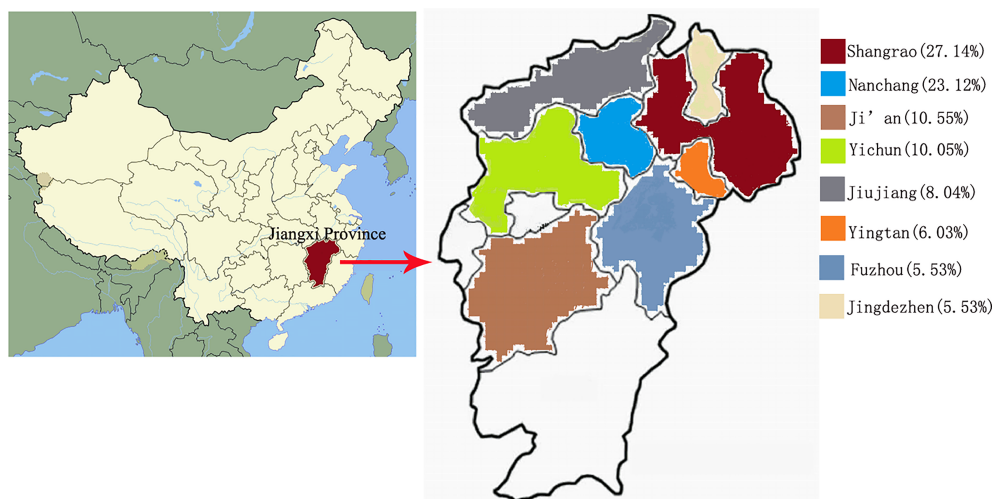 Jiangxi Province
Shangrao(27.14%)
Nanchang(23.12%)
Ji' an(10.55%)
Yichun(10.05%)
Jiujiang(8.04%)
Yingtan(6.03%)
Fuzhou(5.53%)
Jingdezhen(5.53%)